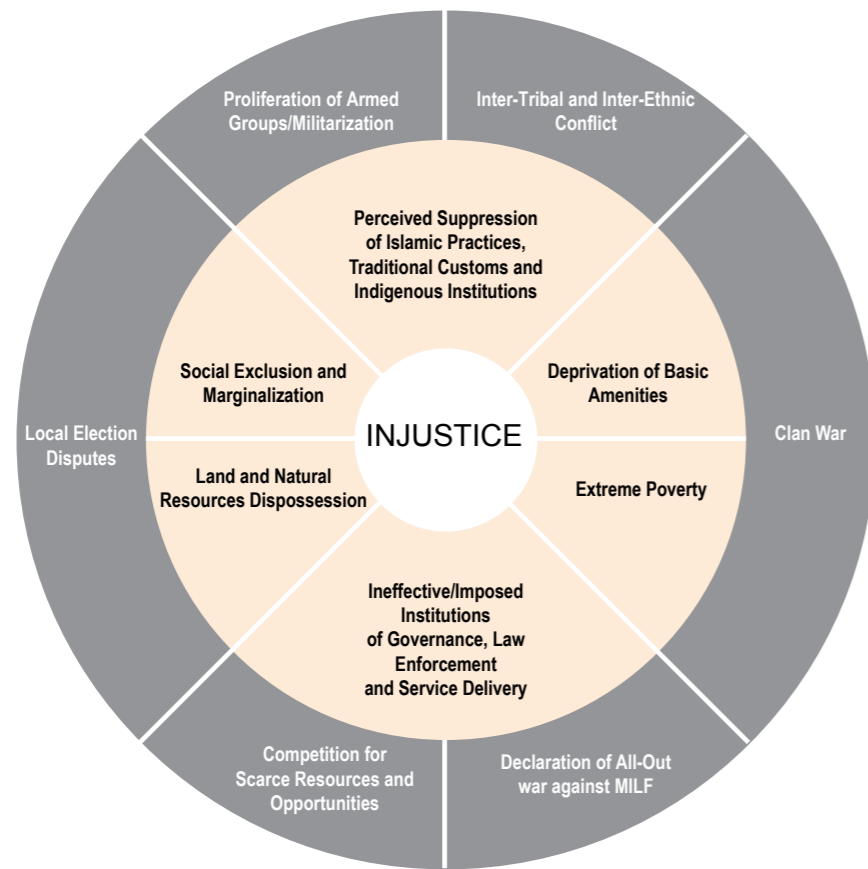 Proliferation of Armed
Groups/Militarization
Inter-Tribal and Inter-Ethnic
Conflict
Perceived Suppression
of Islamic Practices,
Traditional Customs and
Indigenous Institutions
Social Exclusion and
Marginalization
Deprivation of Basic
Amenities
Local Election
Disputes
INJUSTICE
Clan War
Land and Natural
Resources Dispossession
Extreme Poverty
Ineffective/Imposed
Institutions
of Governance, Law
Enforcement
and Service Delivery
Competition for
Scarce Resources and
Opportunities
Declaration of All-Out
war against MILF